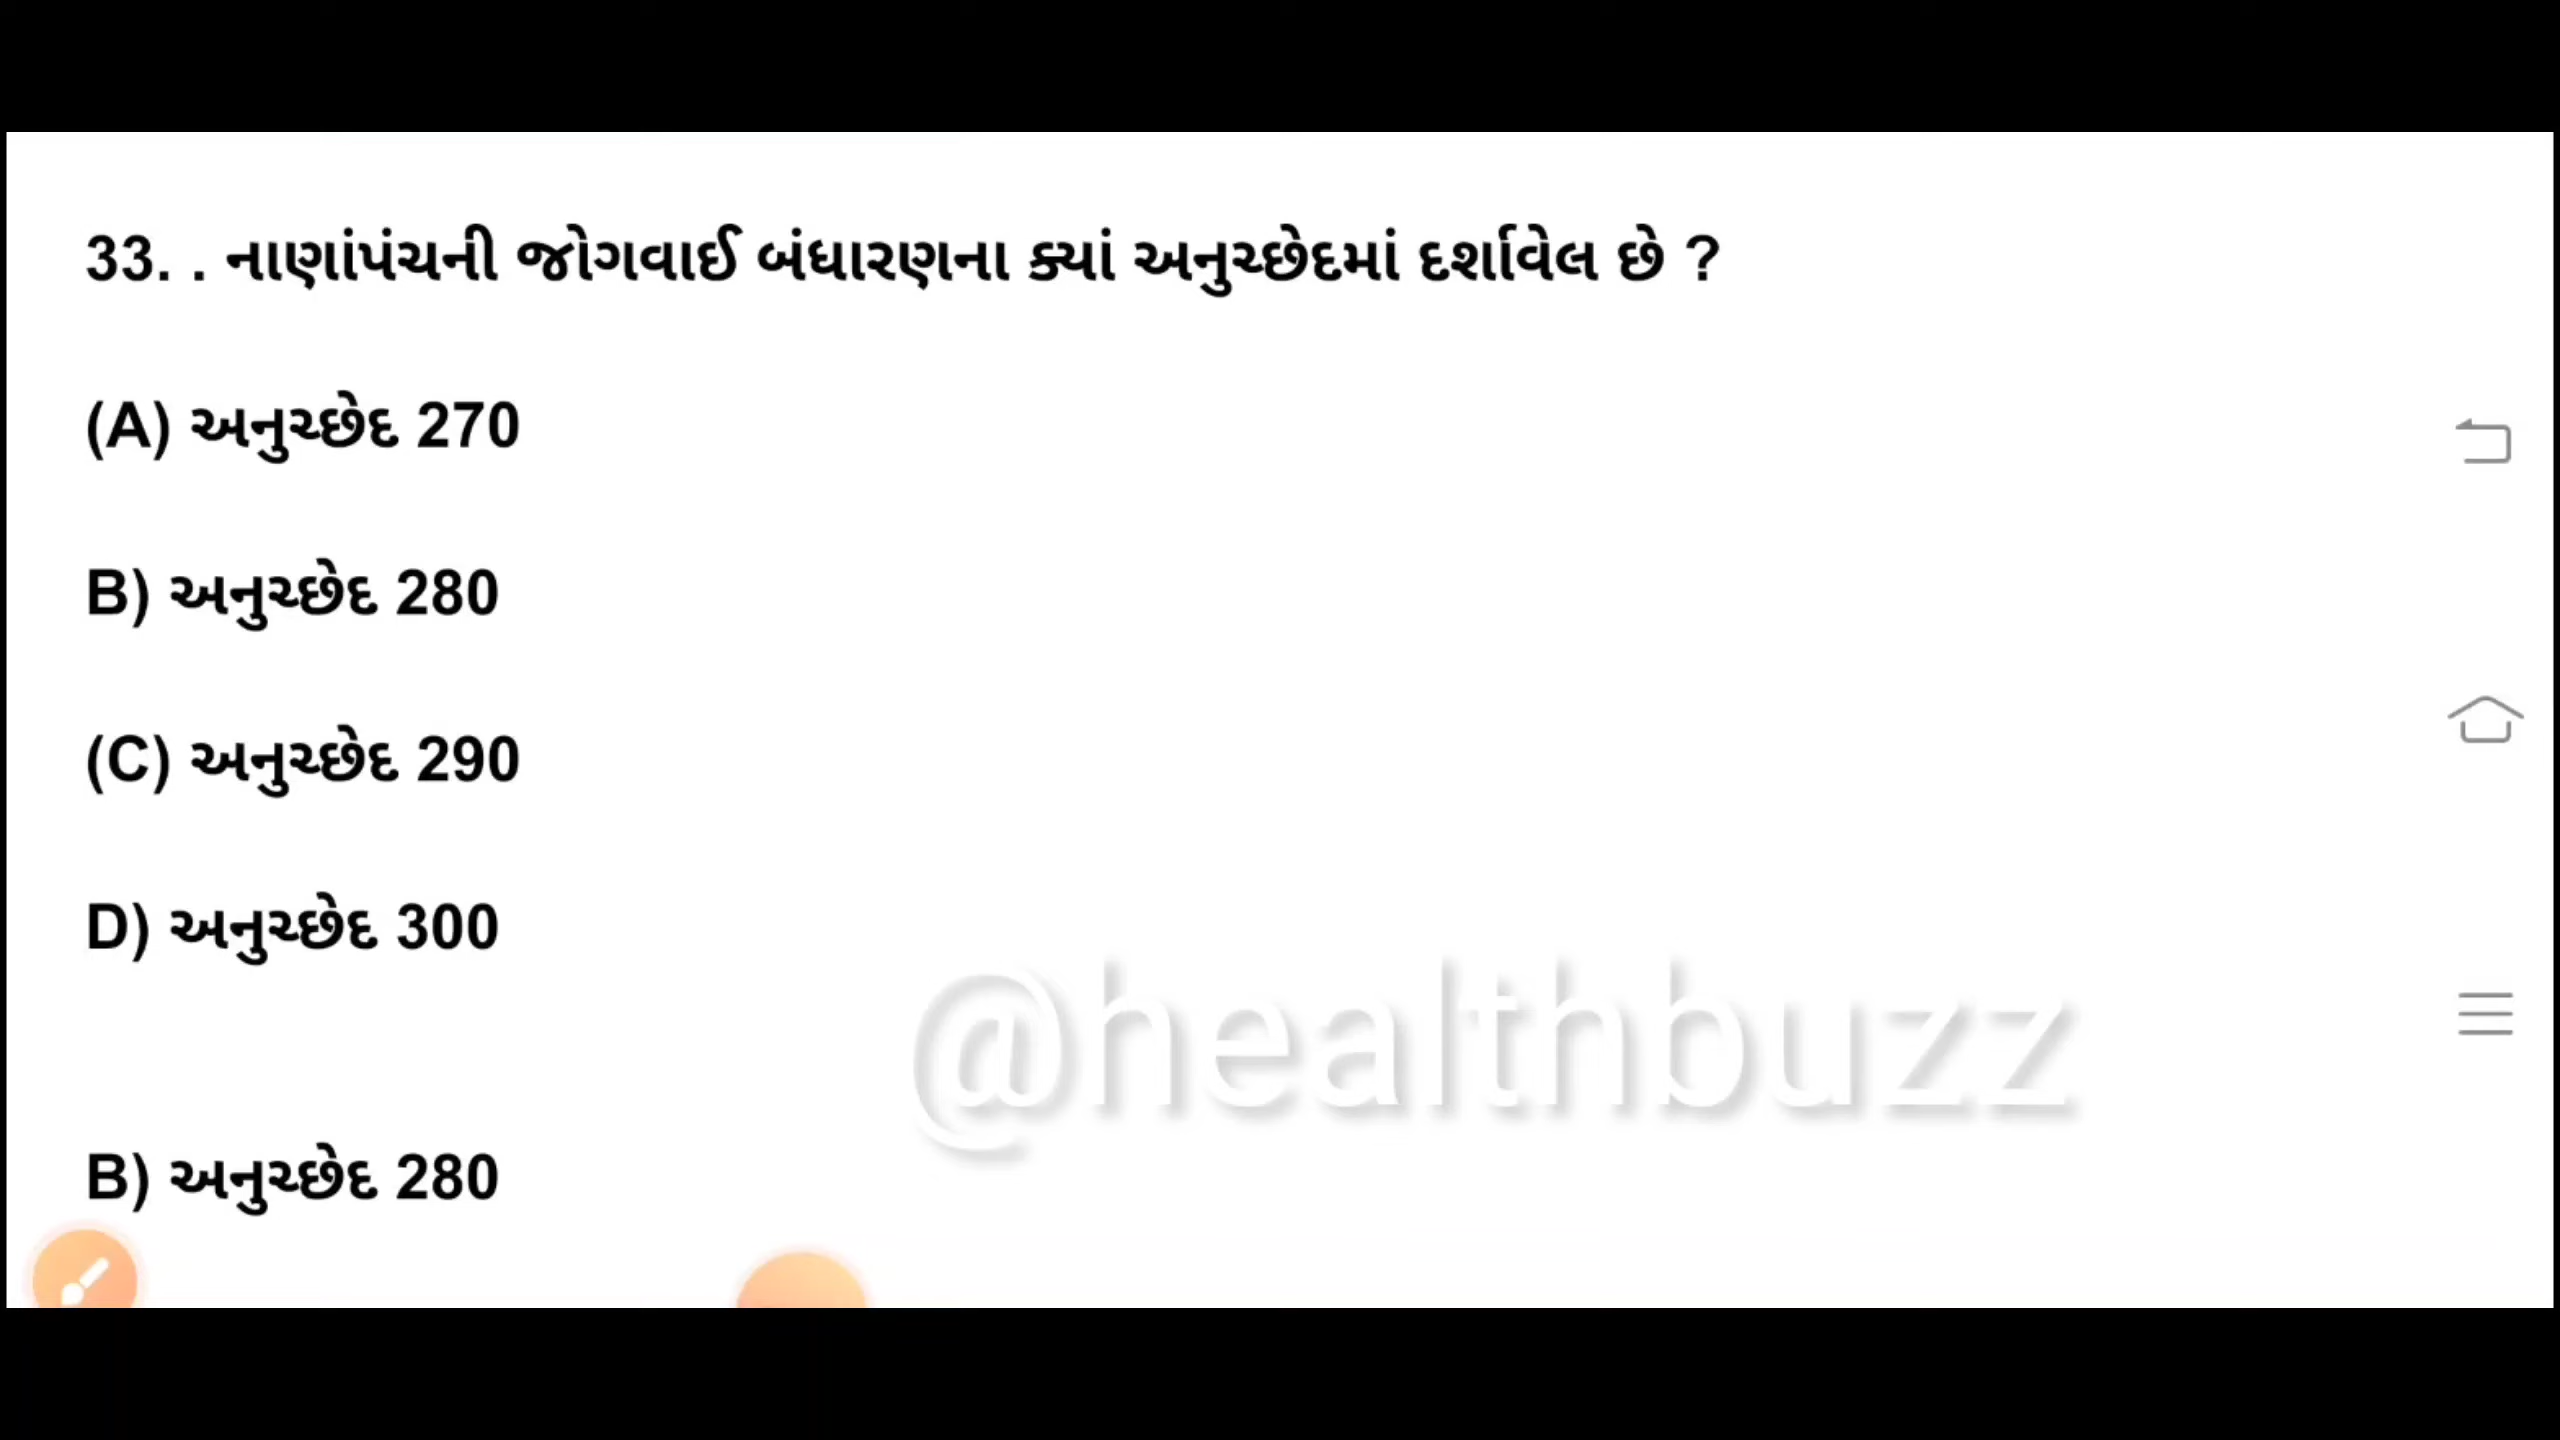 33. . નાણાંપંચની જોગવાઈ બંધારણના ક્યાં અનુચ્છેદમાં દર્શાવેલ છે ?
(A) અનુચ્છેદ 270
B) અનુચ્છેદ 280
(C) અનુચ્છેદ 290
D) અનુચ્છેદ 300
@healthbuzz
B) અનુચ્છેદ 280